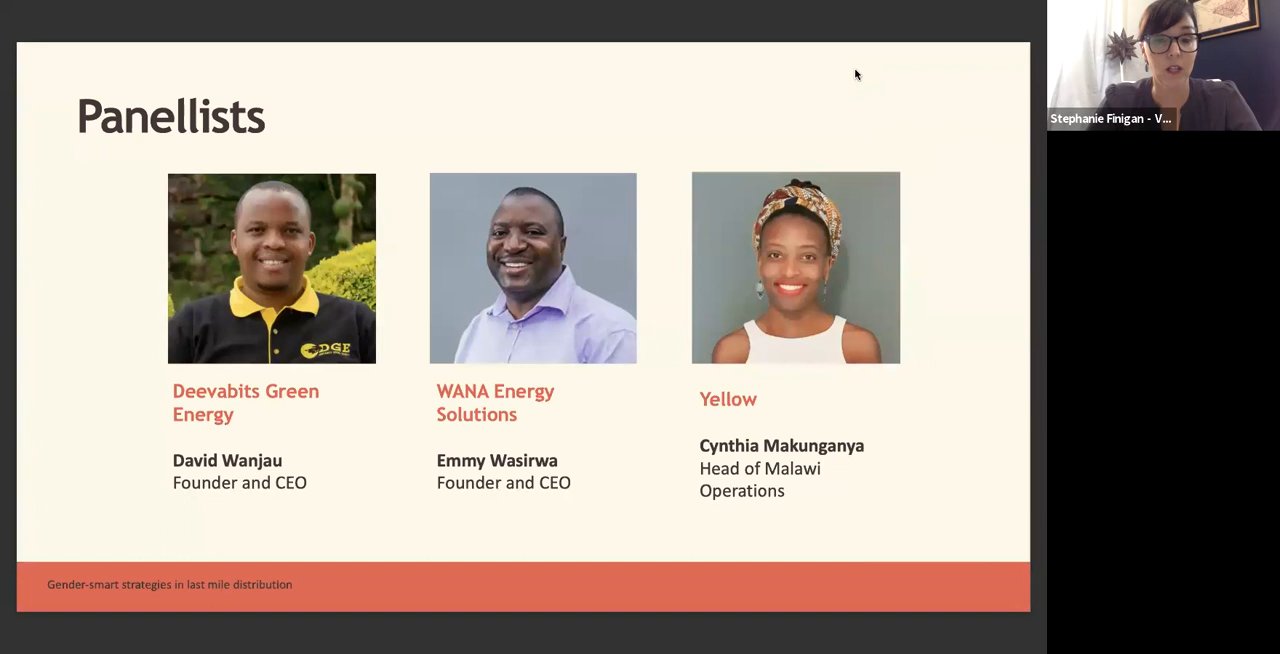 Panellists
DGE
Deevabits Green
Energy
David Wanjau
Founder and CEO
WANA Energy
Solutions
Emmy Wasirwa
Founder and CEO
Yellow
Cynthia Makunganya
Head of Malawi
Operations
Gender-smart strategies in last mile distribution
Stephanie Finigan - V...